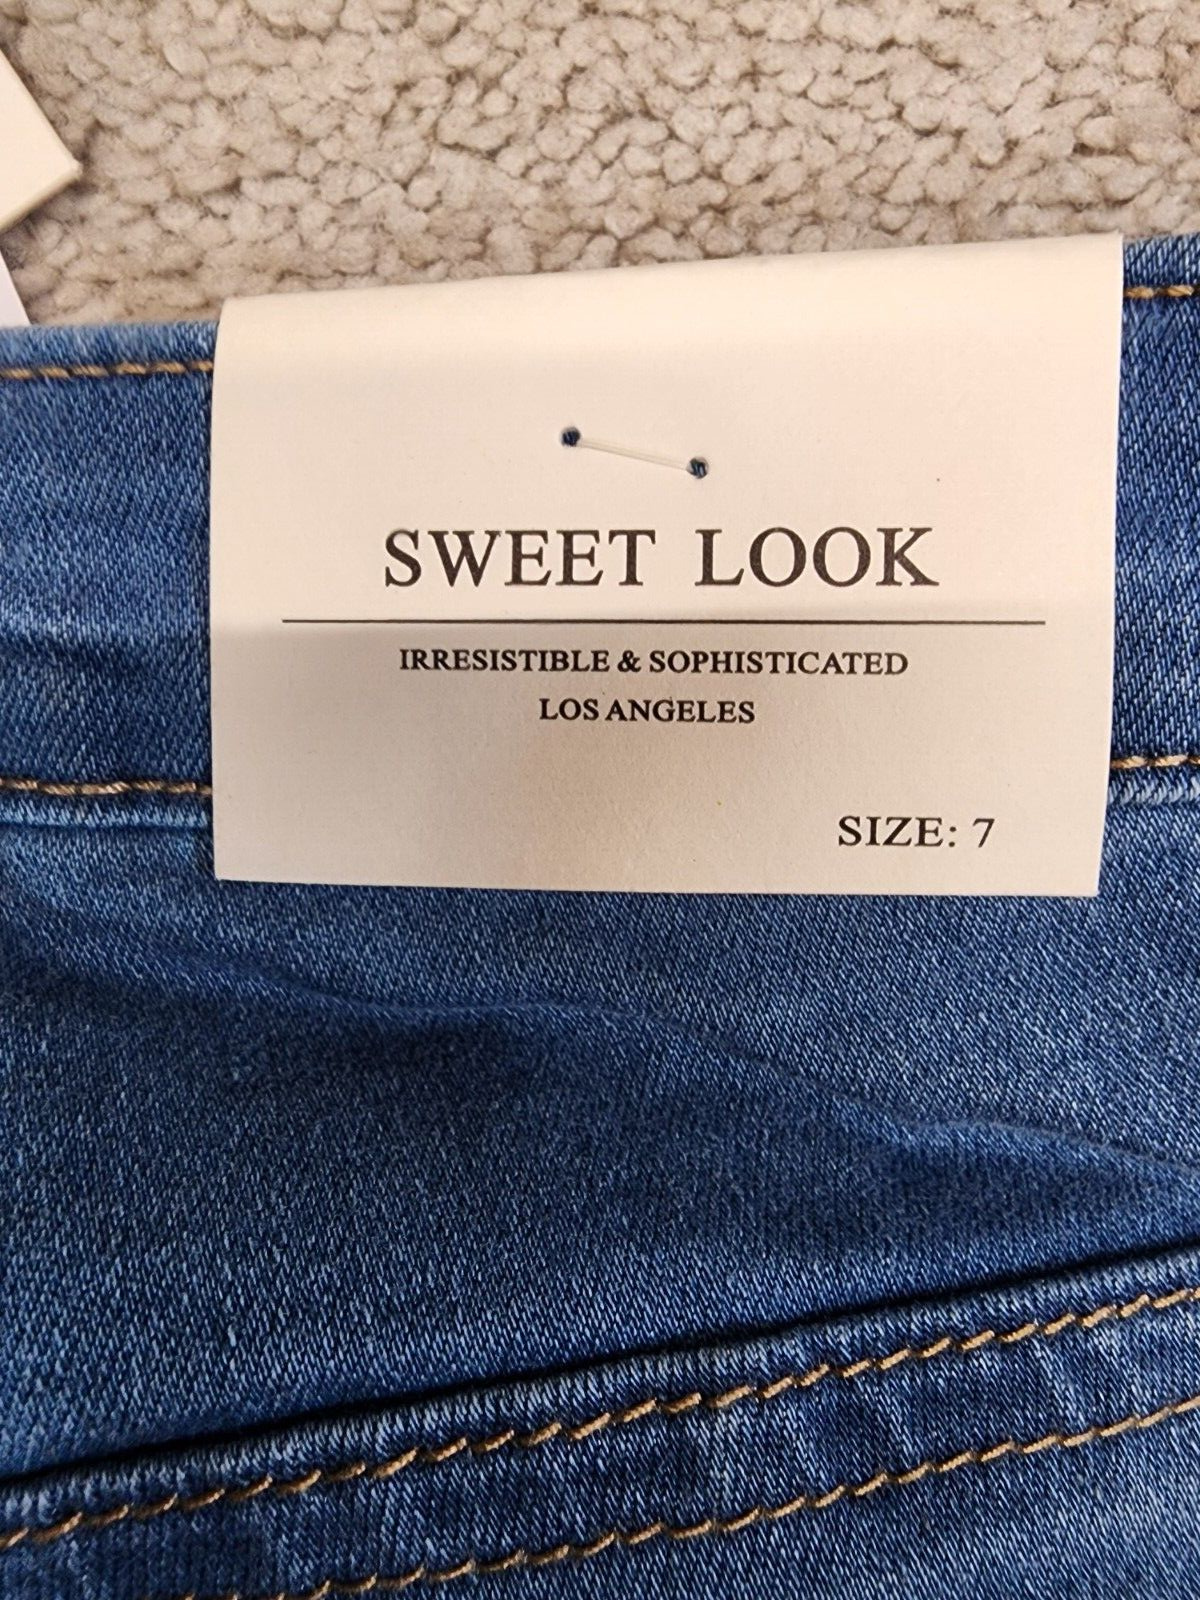 SWEET LOOK
IRRESISTIBLE & SOPHISTICATED
LOS ANGELES
SIZE: 7